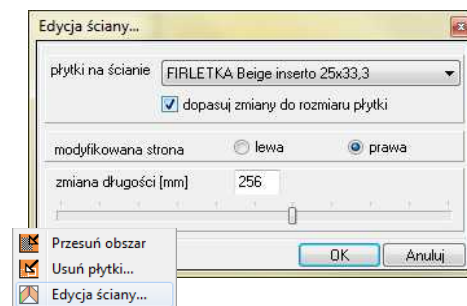 Edycja ściany...
płytki na ścianie FIRLETKA Beige inserto 25x33,3
dopasuj zmiany do rozmiaru płytki
modyfikowana strona lewa prawa
zmiana długości [mm] 256
OK Anuluj
Przesuń obszar
Usuń płytki...
Edycja ściany...